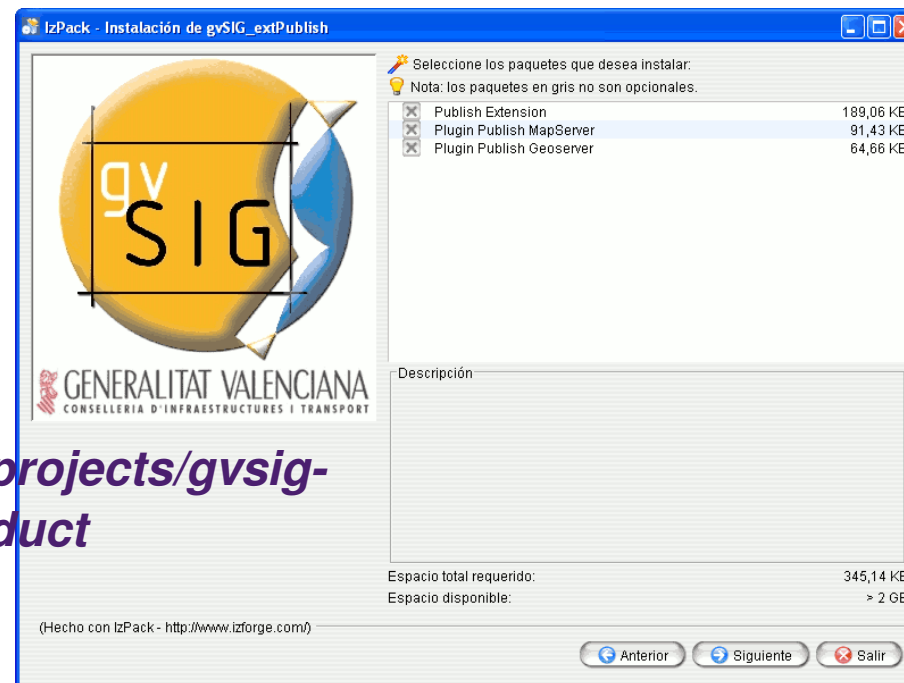 IzPack - Instalación de gvSIG_extPublish
Seleccione los paquetes que desea instalar:
Nota: los paquetes en gris no son opcionales.
Publish Extension 189,06 KB
Plugin Publish MapServer 91,43 KB
Plugin Publish Geoserver 64,66 KB
gv
SIG
GENERALITAT VALENCIANA
CONSELLERIA D'INFRAESTRUCTURES I TRANSPORT
Descripción
projects/gvsig-
duct
Espacio total requerido: 345,14 KB
Espacio disponible: > 2 GB
(Hecho con IzPack - http://www.izforge.com/)
Anterior Siguiente Salir